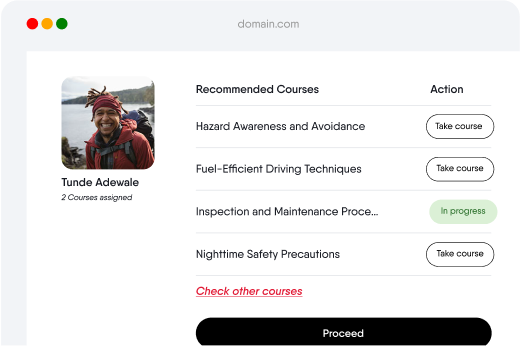 domain.com
Recommended Courses
Action
Hazard Awareness and Avoidance
Take course
Fuel-Efficient Driving Techniques
Take course
Tunde Adewale
2 Courses assigned
Inspection and Maintenance Proce...
In progress
Nighttime Safety Precautions
Take course
Check other courses
Proceed